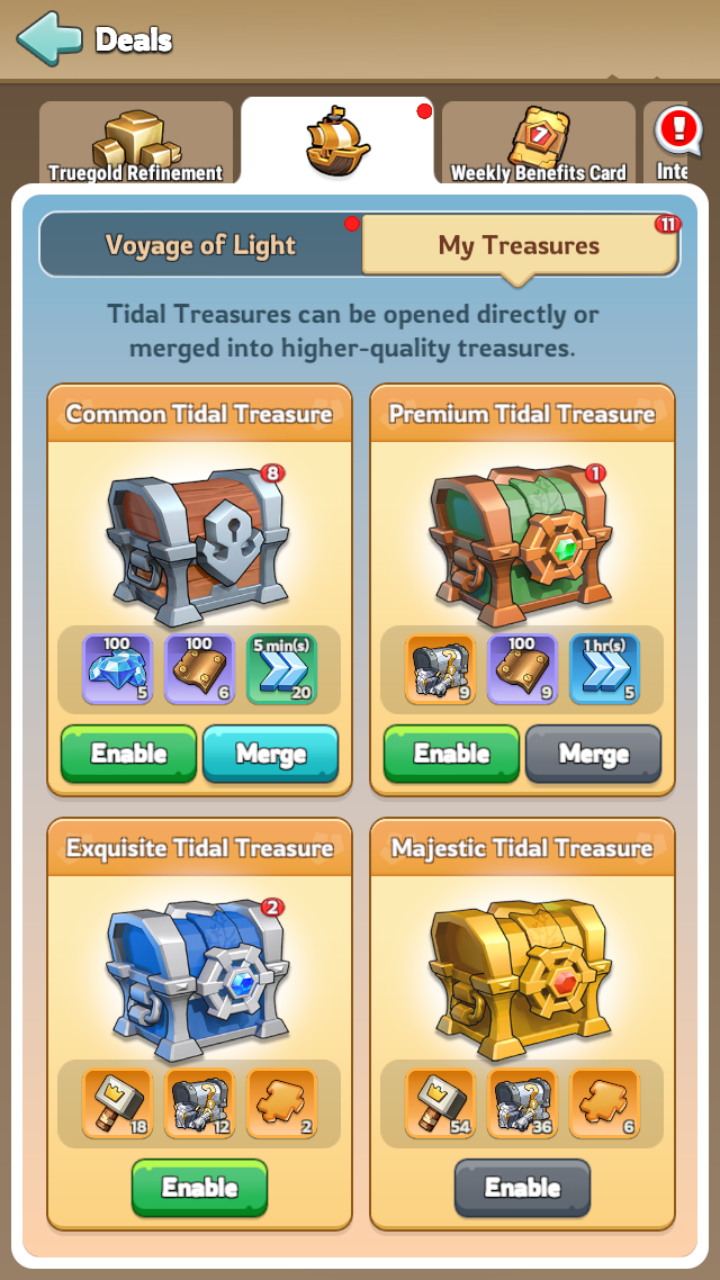 Deals
Truegold Refinement
Weekly Benefits Card
Inte
Voyage of Light
My Treasures
11
Tidal Treasures can be opened directly or
merged into higher-quality treasures.
Common Tidal Treasure
8
100
5
100
6
5 min(s)
20
Enable
Merge
Premium Tidal Treasure
1
9
100
9
1 hr(s)
5
Enable
Merge
Exquisite Tidal Treasure
2
18
12
2
Enable
Majestic Tidal Treasure
54
36
6
Enable